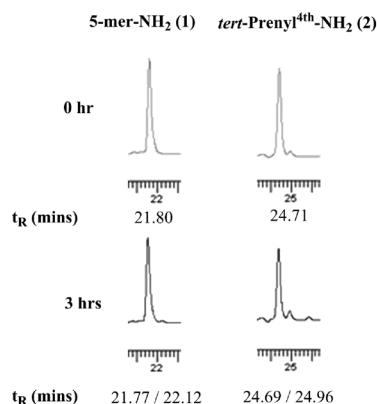 5-mer-NH₂ (1) tert-Prenyl⁴ᵗʰ-NH₂ (2)
0 hr
22 25
tR (mins) 21.80 24.71
3 hrs
22 25
tR (mins) 21.77 / 22.12 24.69 / 24.96